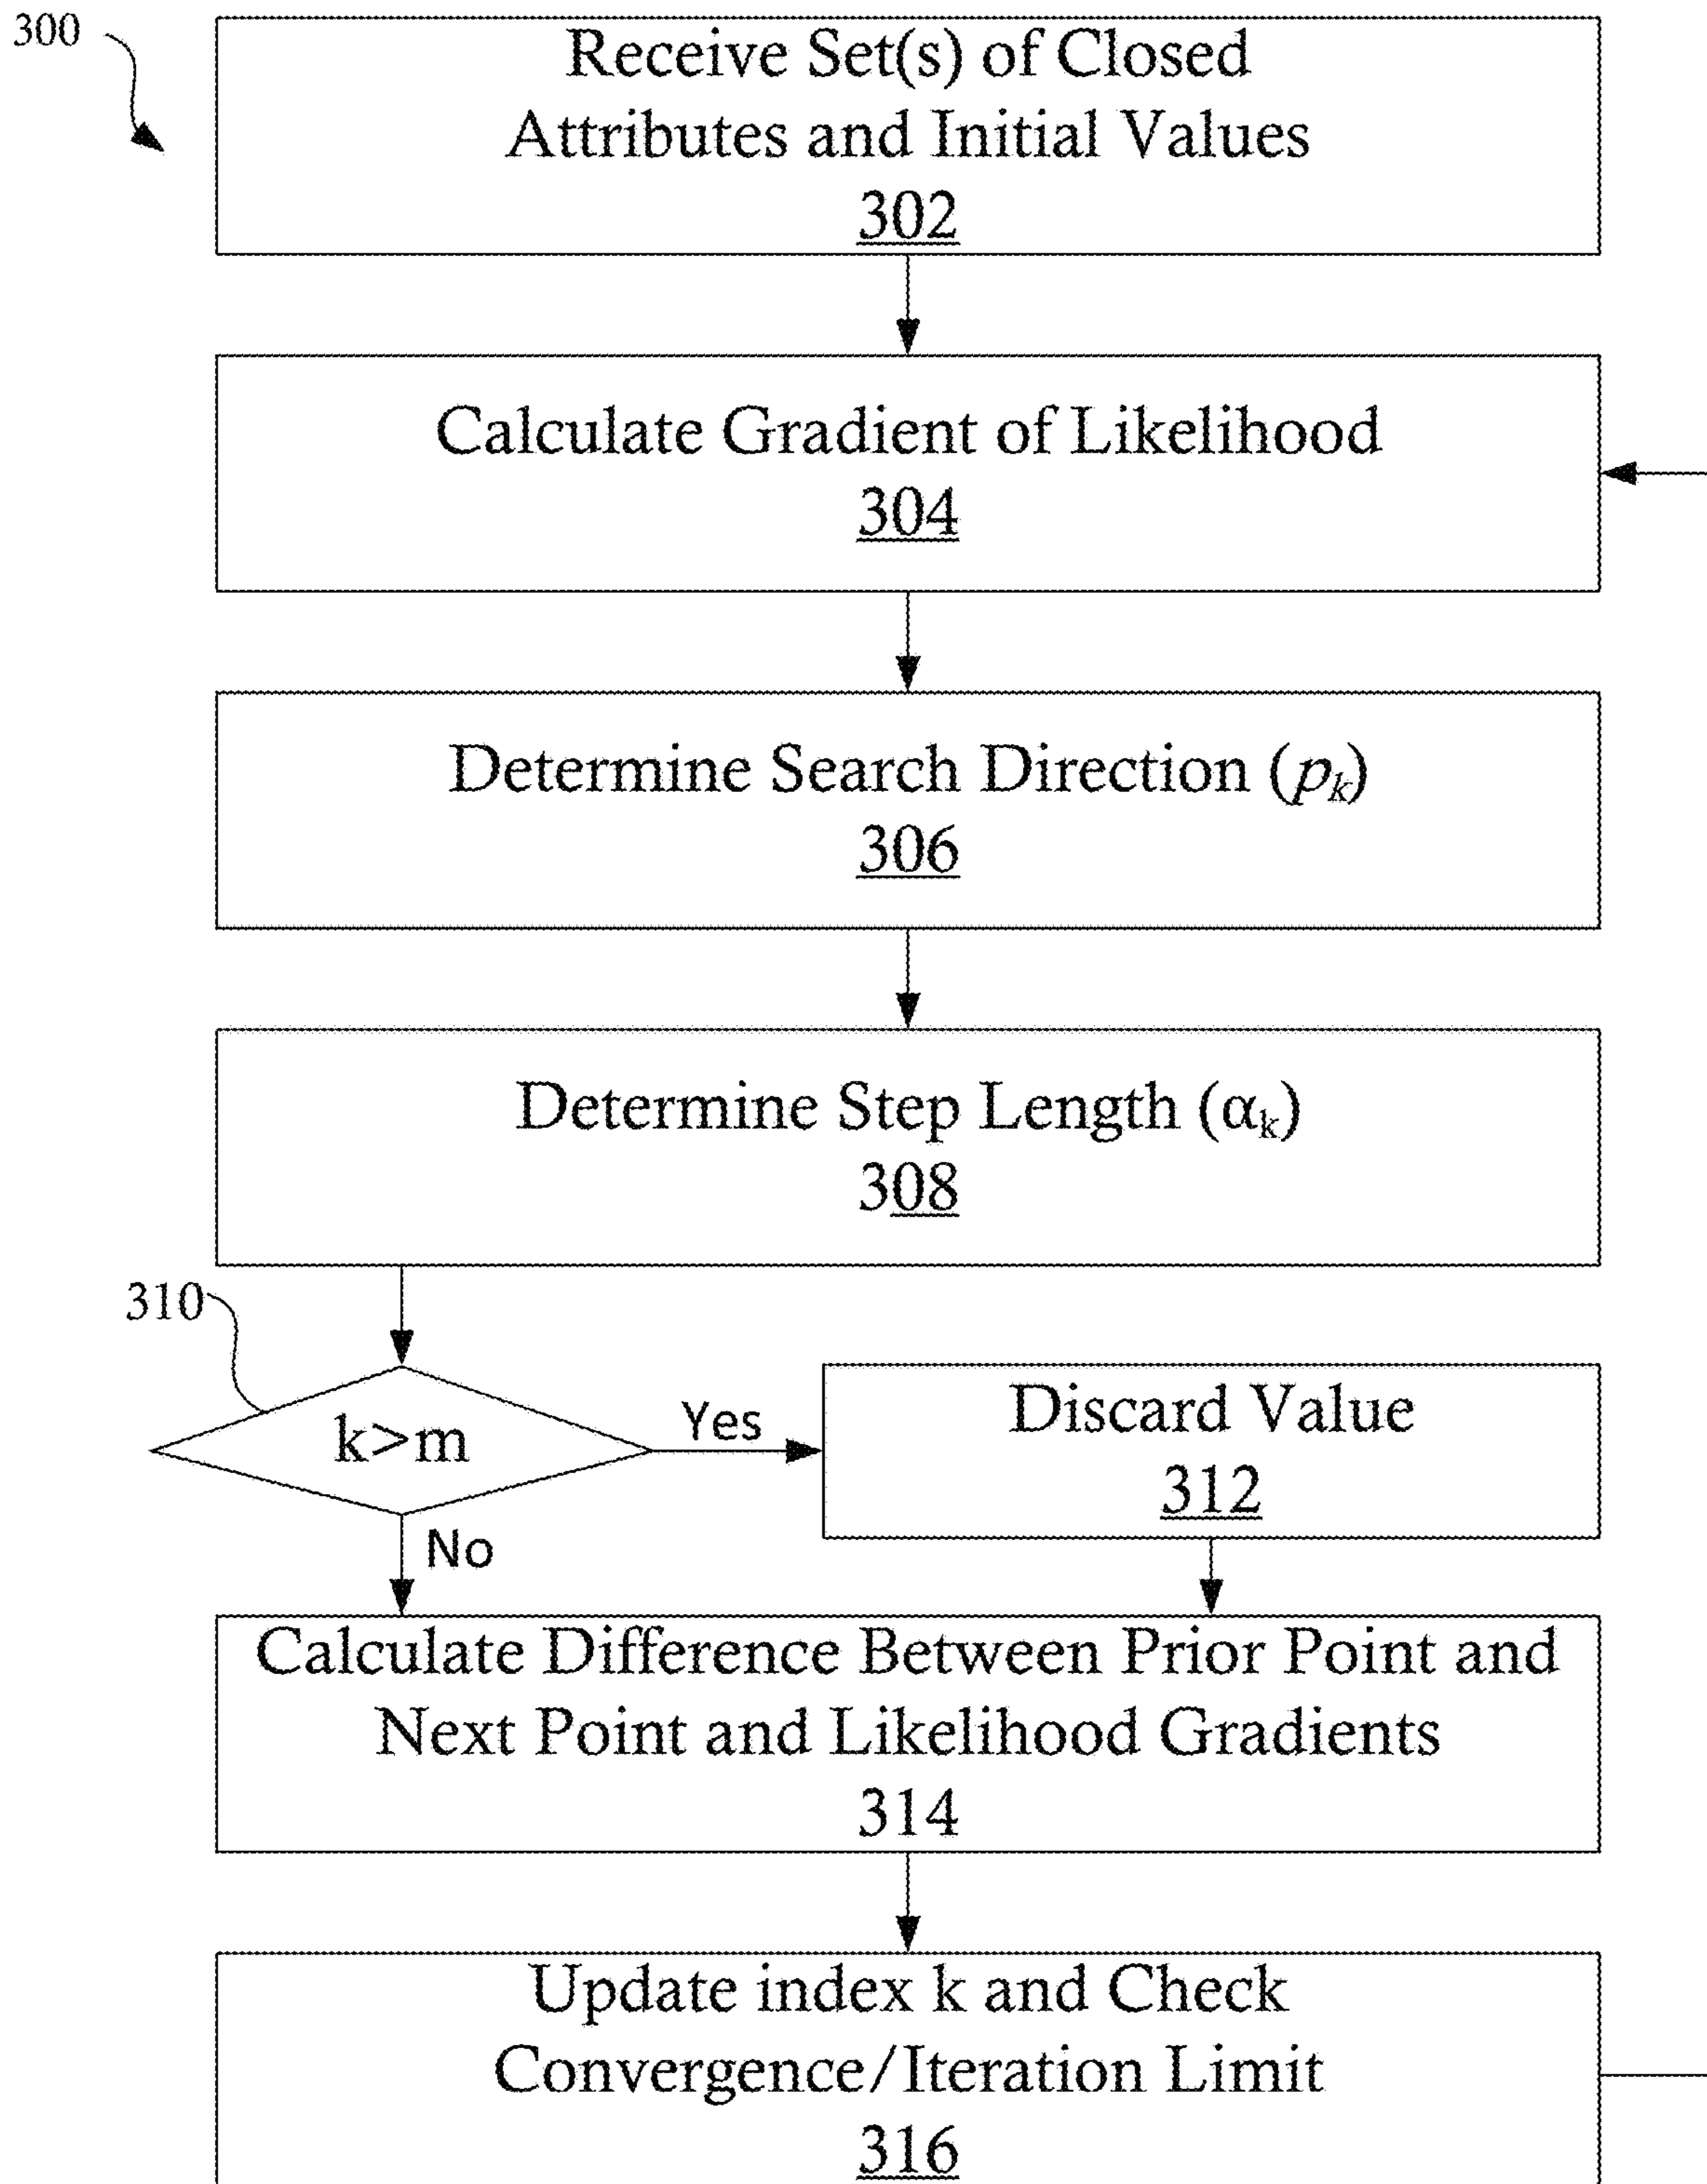 300
Receive Set(s) of Closed
Attributes and Initial Values
302
Calculate Gradient of Likelihood
304
Determine Search Direction (pₖ)
306
Determine Step Length (αₖ)
308
310
k>m
Yes
Discard Value
312
No
Calculate Difference Between Prior Point and
Next Point and Likelihood Gradients
314
Update index k and Check
Convergence/Iteration Limit
316